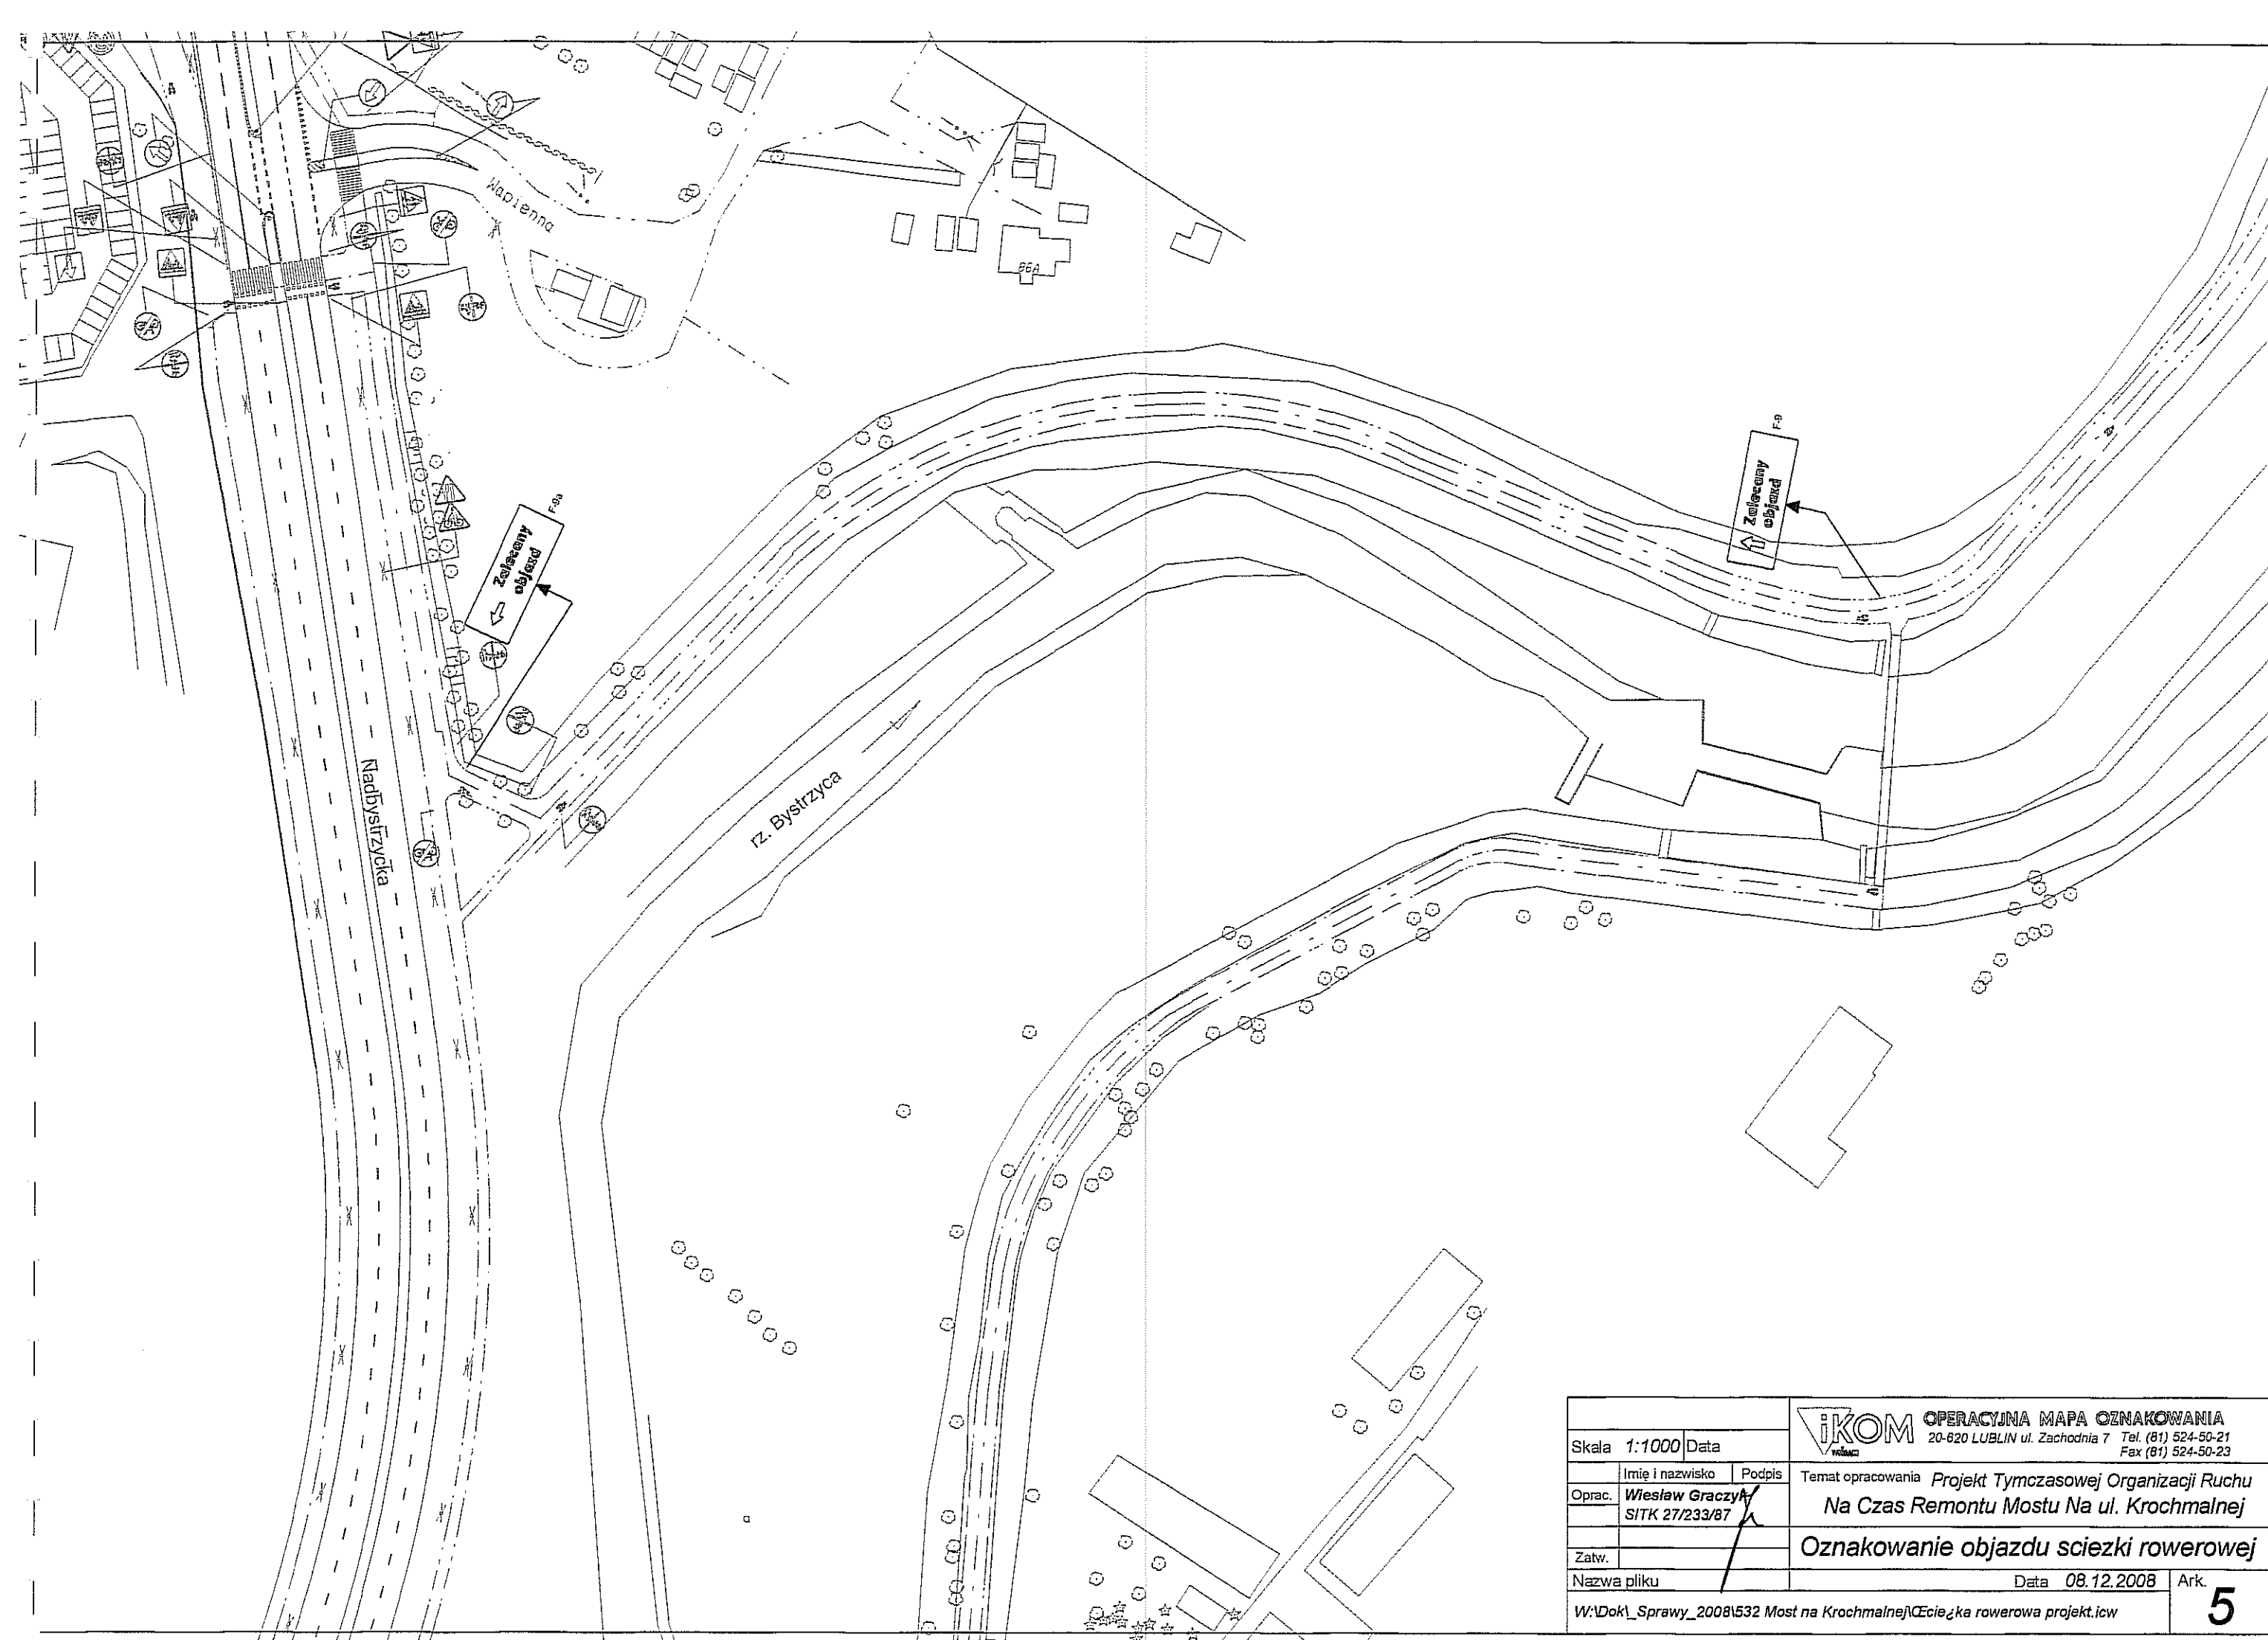 Wapienna
86A
F-9
Zalecany
objazd
F-9a
Zalecany
objazd
Nadbystrzycka
rz. Bystrzyca
iKOM
OPERACYJNA MAPA OZNAKOWANIA
20-620 LUBLIN ul. Zachodnia 7 Tel. (81) 524-50-21
Fax (81) 524-50-23
Skala 1:1000 Data
Imię i nazwisko Podpis
Temat opracowania Projekt Tymczasowej Organizacji Ruchu
Na Czas Remontu Mostu Na ul. Krochmalnej
Oprac. Wiesław Graczyk
SITK 27/233/87
Oznakowanie objazdu sciezki rowerowej
Zatw.
Nazwa pliku
Data 08.12.2008
Ark.
5
W:\Dok\_Sprawy_2008\532 Most na Krochmalnej\Œcie¿ka rowerowa projekt.icw